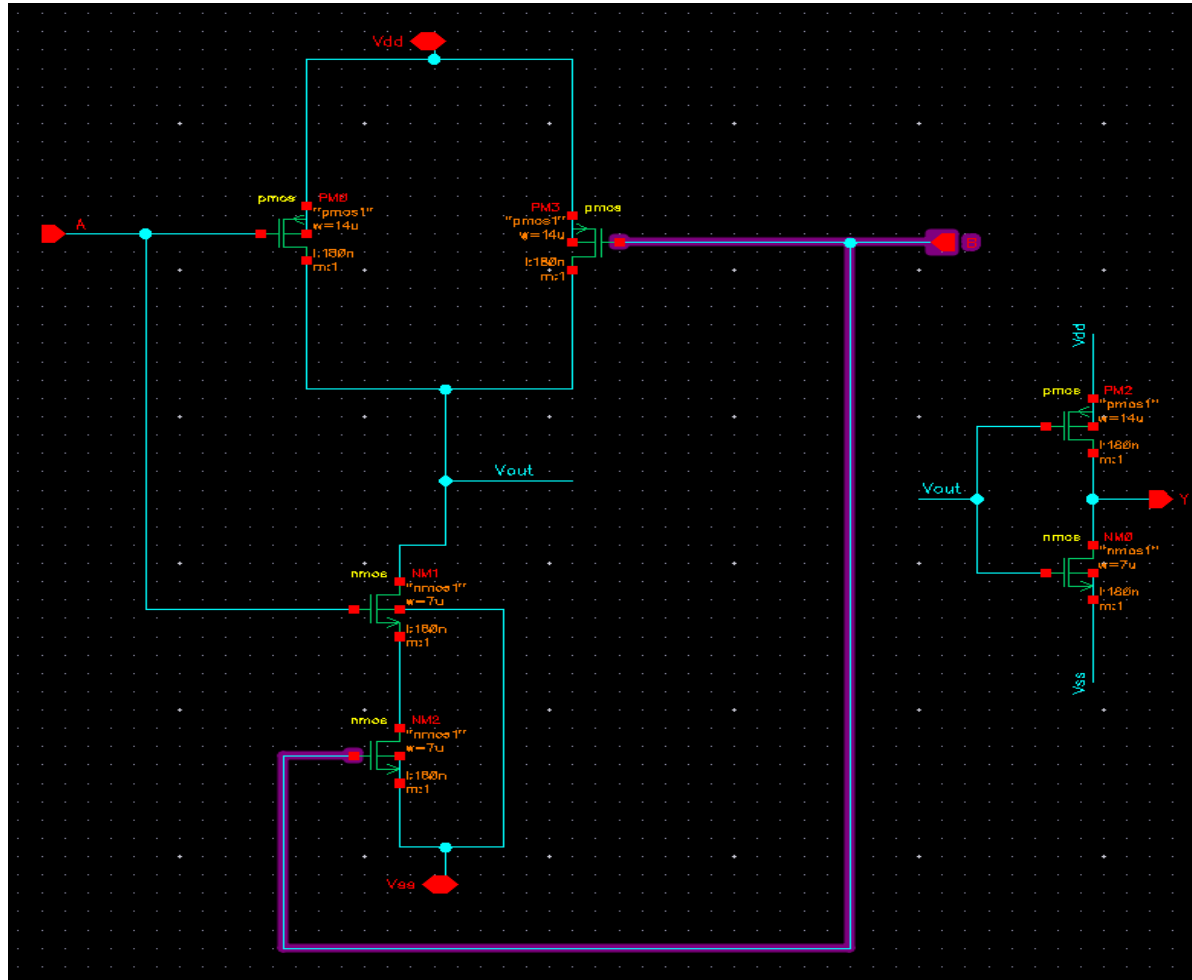 Vdd
pmos
PM0
"pmos1"
w=14u
l:180n
m:1
A
PM3
pmos
"pmos1"
w=14u
l:180n
m:1
B
Vout
nmos
NM1
"nmos1"
w=7u
l:180n
m:1
nmos
NM2
"nmos1"
w=7u
l:180n
m:1
Vss
Vdd
pmos
PM2
"pmos1"
w=14u
l:180n
m:1
Vout
Y
nmos
NM0
"nmos1"
w=7u
l:180n
m:1
Vss